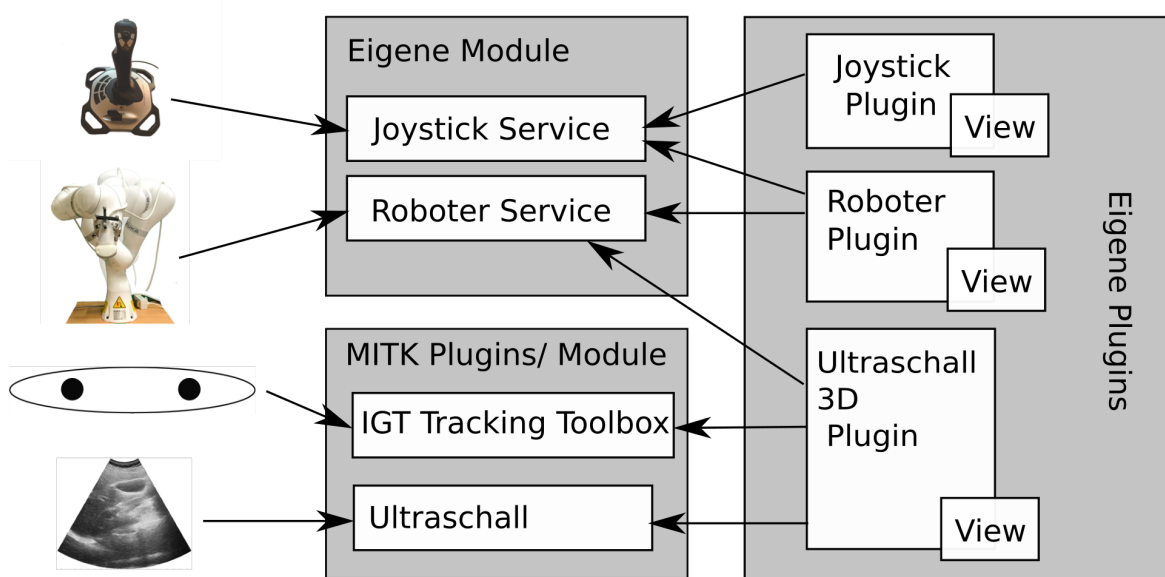 Eigene Module
Joystick Service
Roboter Service
MITK Plugins/ Module
IGT Tracking Toolbox
Ultraschall
Joystick
Plugin
View
Roboter
Plugin
View
Ultraschall
3D
Plugin
View
Eigene Plugins